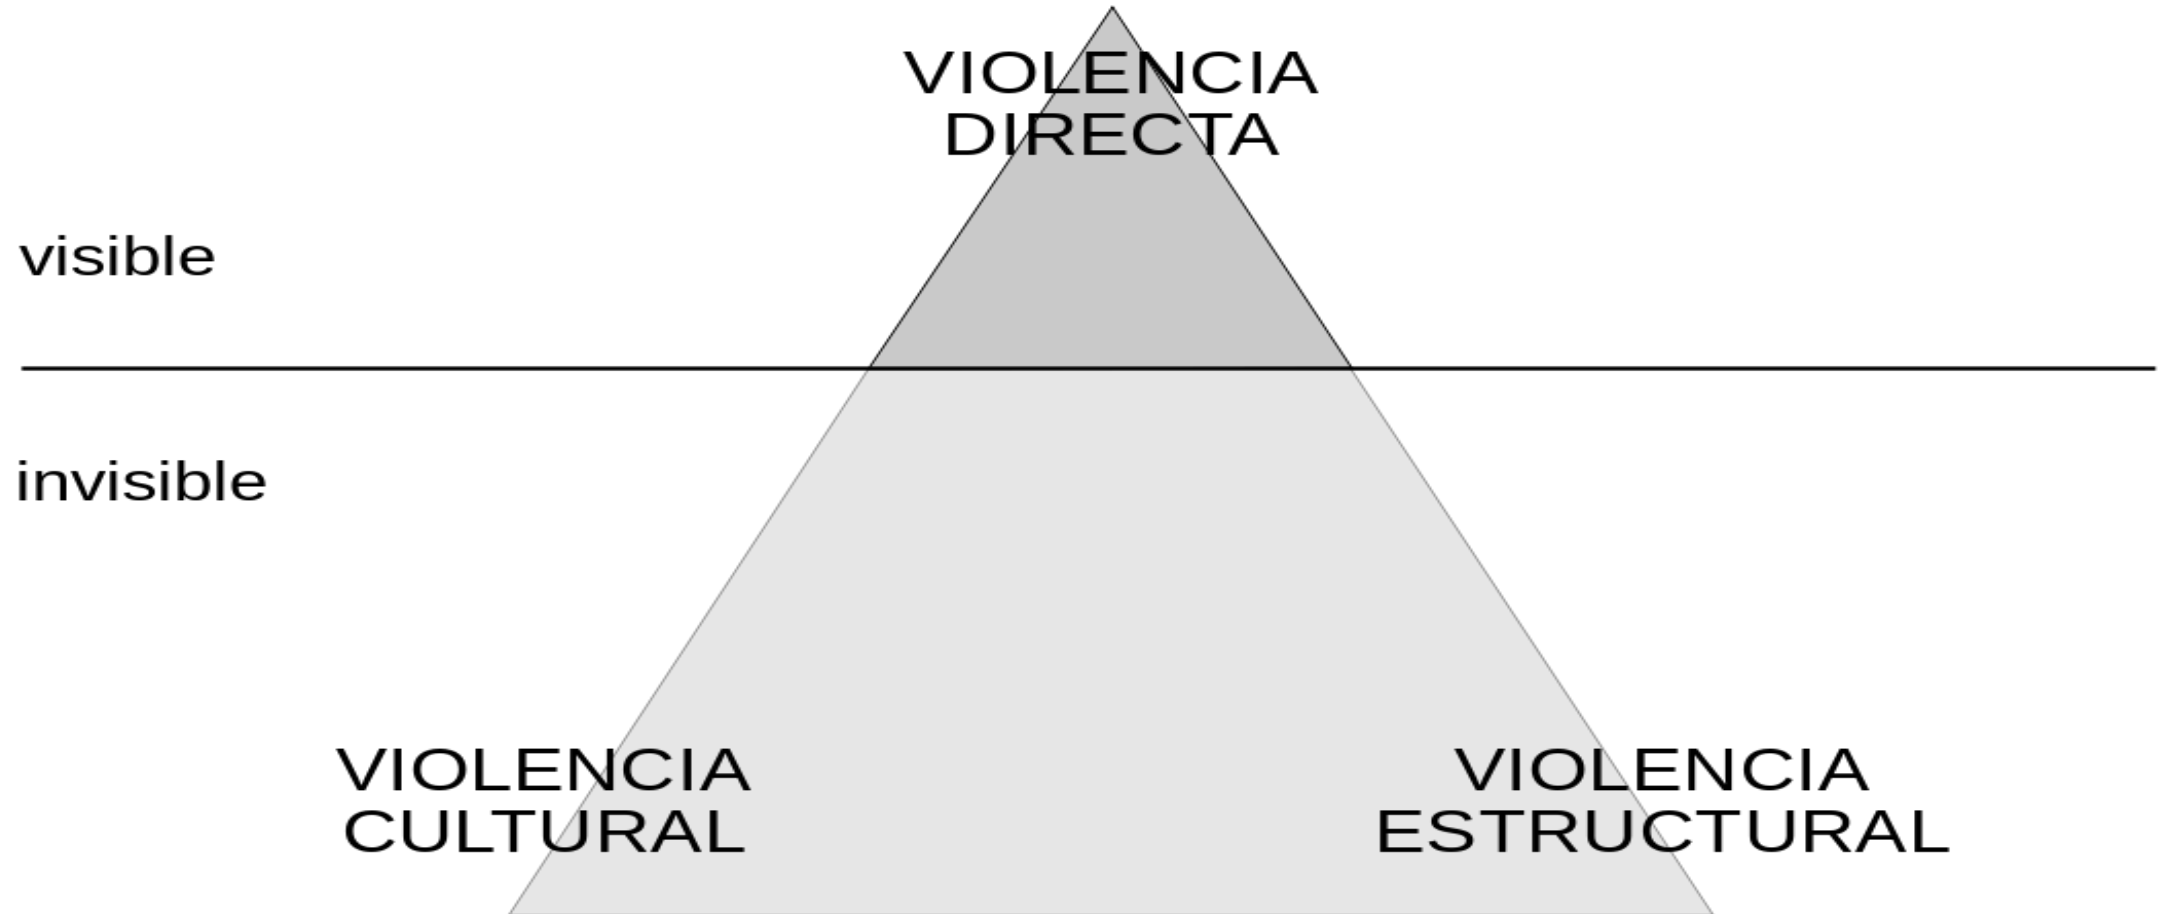 VIOLENCIA
DIRECTA
visible
invisible
VIOLENCIA
CULTURAL
VIOLENCIA
ESTRUCTURAL